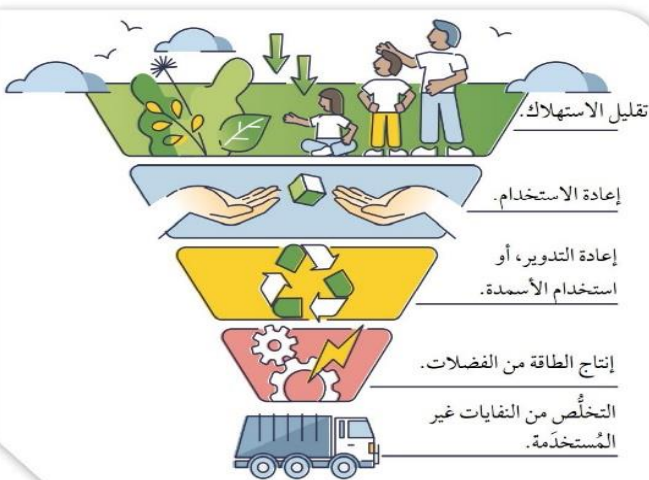 تقليل الاستهلاك.
إعادة الاستخدام.
إعادة التدوير، أو
استخدام الأسمدة.
إنتاج الطاقة من الفضلات.
التخلُّص من النفايات غير
المُستخدَمة.